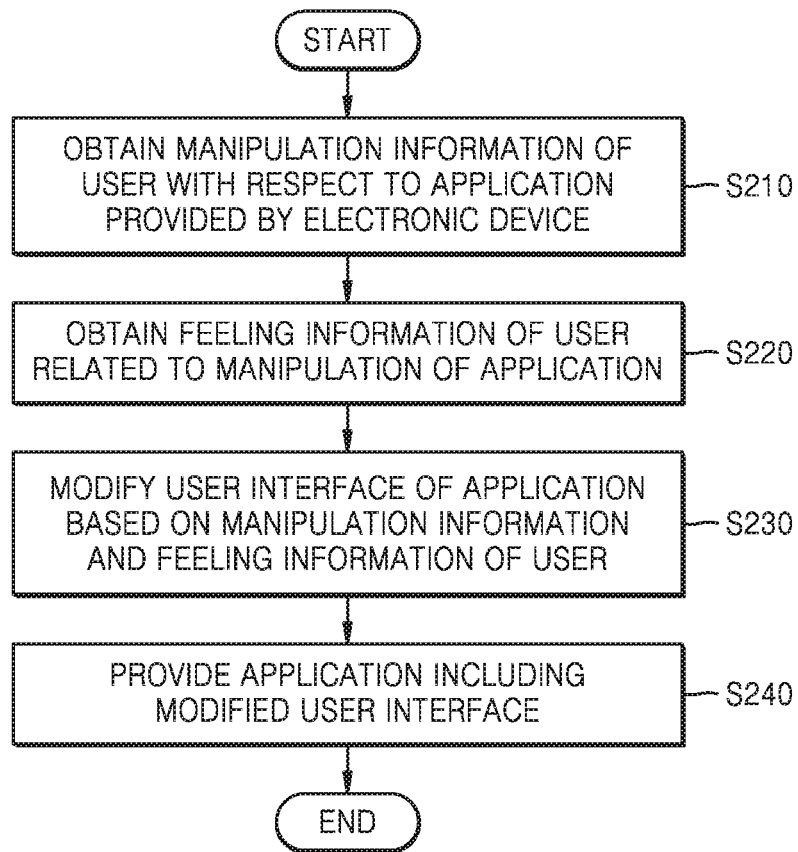 START
OBTAIN MANIPULATION INFORMATION OF
USER WITH RESPECT TO APPLICATION
PROVIDED BY ELECTRONIC DEVICE
S210
OBTAIN FEELING INFORMATION OF USER
RELATED TO MANIPULATION OF APPLICATION
S220
MODIFY USER INTERFACE OF APPLICATION
BASED ON MANIPULATION INFORMATION
AND FEELING INFORMATION OF USER
S230
PROVIDE APPLICATION INCLUDING
MODIFIED USER INTERFACE
S240
END